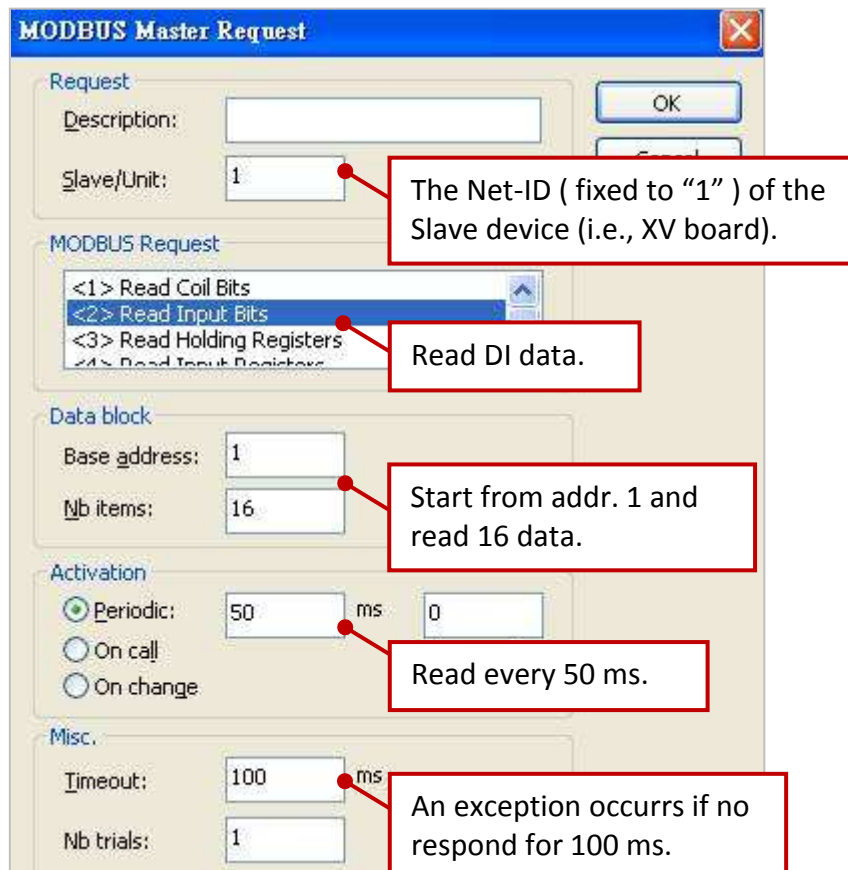 MODBUS Master Request
Request
OK
Description:
Slave/Unit:
1
The Net-ID ( fixed to “1” ) of the
Slave device (i.e., XV board).
MODBUS Request
<1> Read Coil Bits
<2> Read Input Bits
<3> Read Holding Registers
<4> Read Input Registers
Read DI data.
Data block
Base address:
1
Nb items:
16
Start from addr. 1 and
read 16 data.
Activation
Periodic:
50
ms
0
On call
On change
Read every 50 ms.
Misc.
Timeout:
100
ms
Nb trials:
1
An exception occurrs if no
respond for 100 ms.